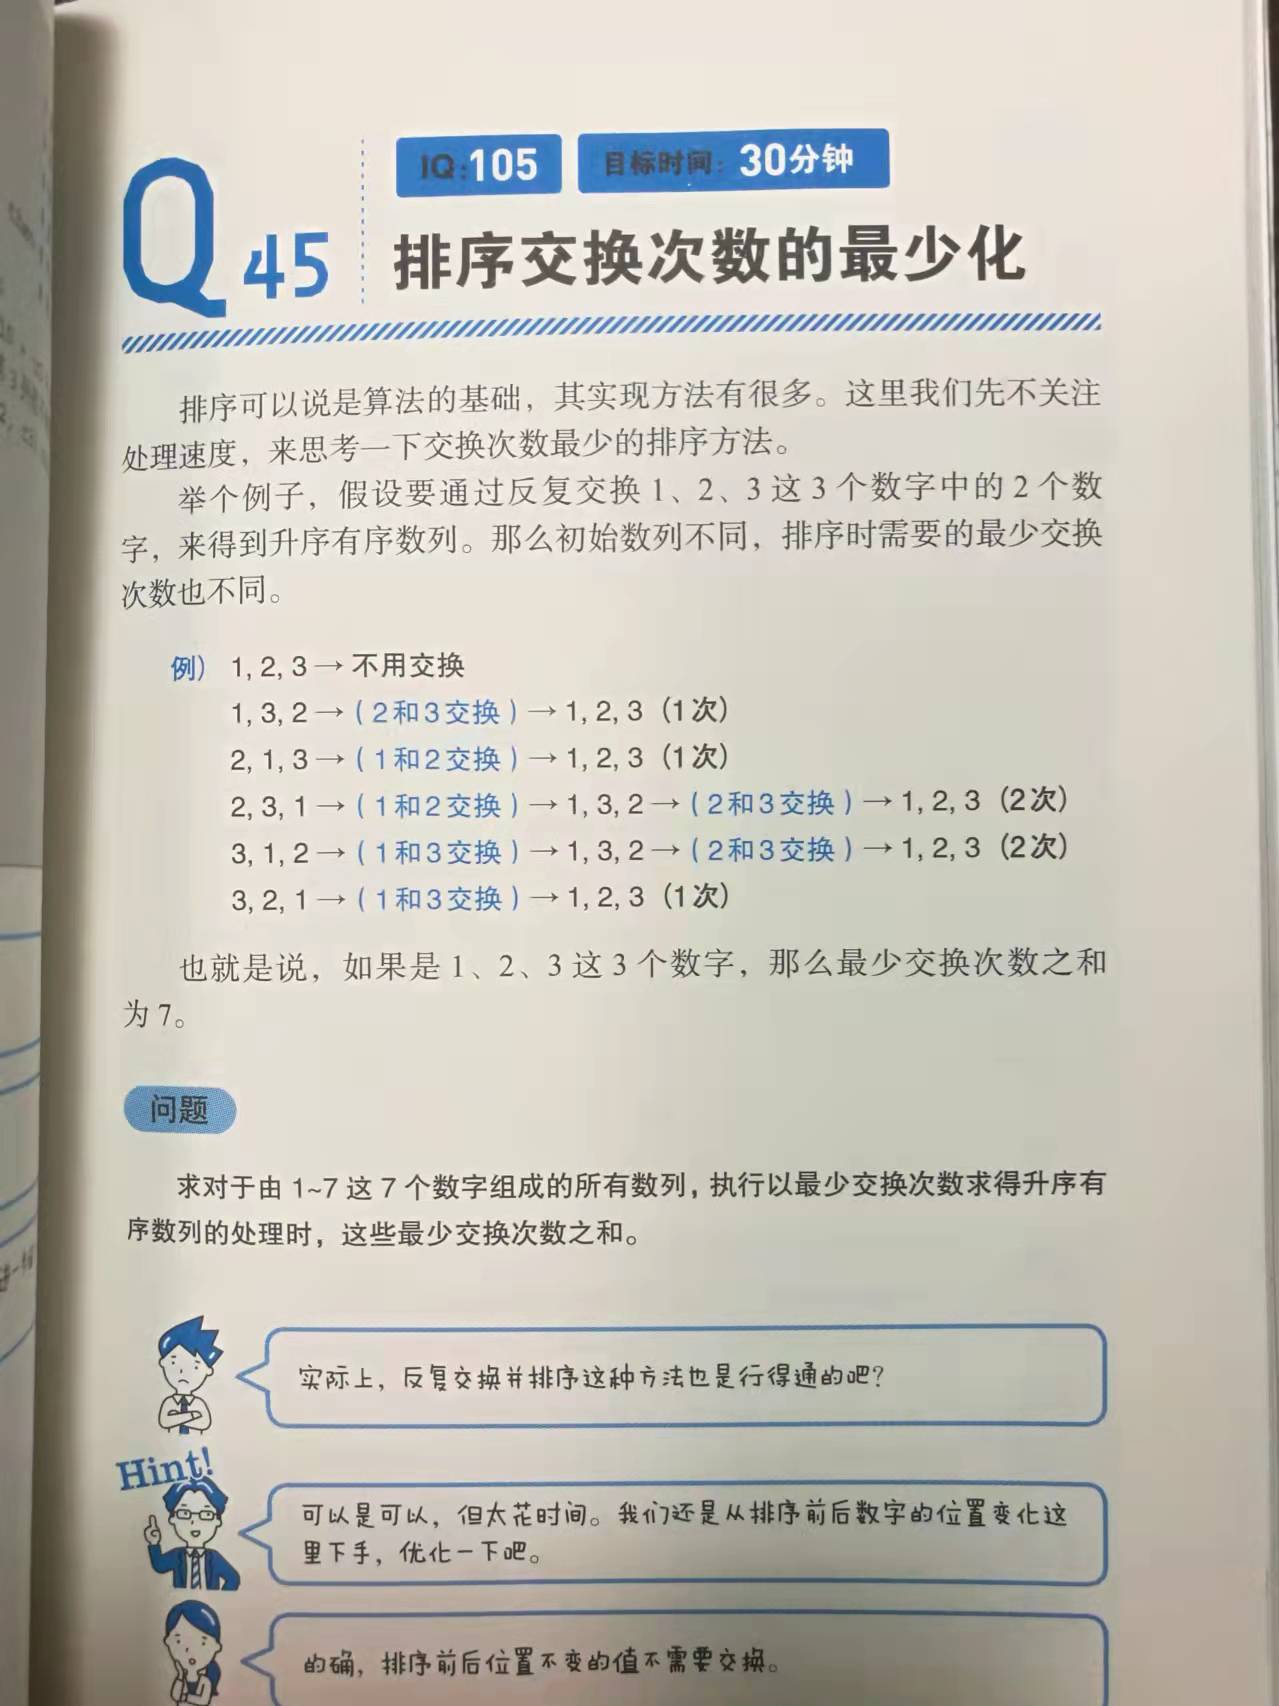 IQ:105 目标时间：30分钟
Q45 排序交换次数的最少化
排序可以说是算法的基础，其实现方法有很多。这里我们先不关注
处理速度，来思考一下交换次数最少的排序方法。
举个例子，假设要通过反复交换 1、2、3 这 3 个数字中的 2 个数
字，来得到升序有序数列。那么初始数列不同，排序时需要的最少交换
次数也不同。
例） 1, 2, 3 → 不用交换
1, 3, 2 →（2和3交换）→ 1, 2, 3（1次）
2, 1, 3 →（1和2交换）→ 1, 2, 3（1次）
2, 3, 1 →（1和2交换）→ 1, 3, 2 →（2和3交换）→ 1, 2, 3（2次）
3, 1, 2 →（1和3交换）→ 1, 3, 2 →（2和3交换）→ 1, 2, 3（2次）
3, 2, 1 →（1和3交换）→ 1, 2, 3（1次）
也就是说，如果是 1、2、3 这 3 个数字，那么最少交换次数之和
为 7。
问题
求对于由 1~7 这 7 个数字组成的所有数列，执行以最少交换次数求得升序有
序数列的处理时，这些最少交换次数之和。
实际上，反复交换并排序这种方法也是行得通的吧？
Hint!
可以是可以，但太花时间。我们还是从排序前后数字的位置变化这
里下手，优化一下吧。
的确，排序前后位置不变的值不需要交换。